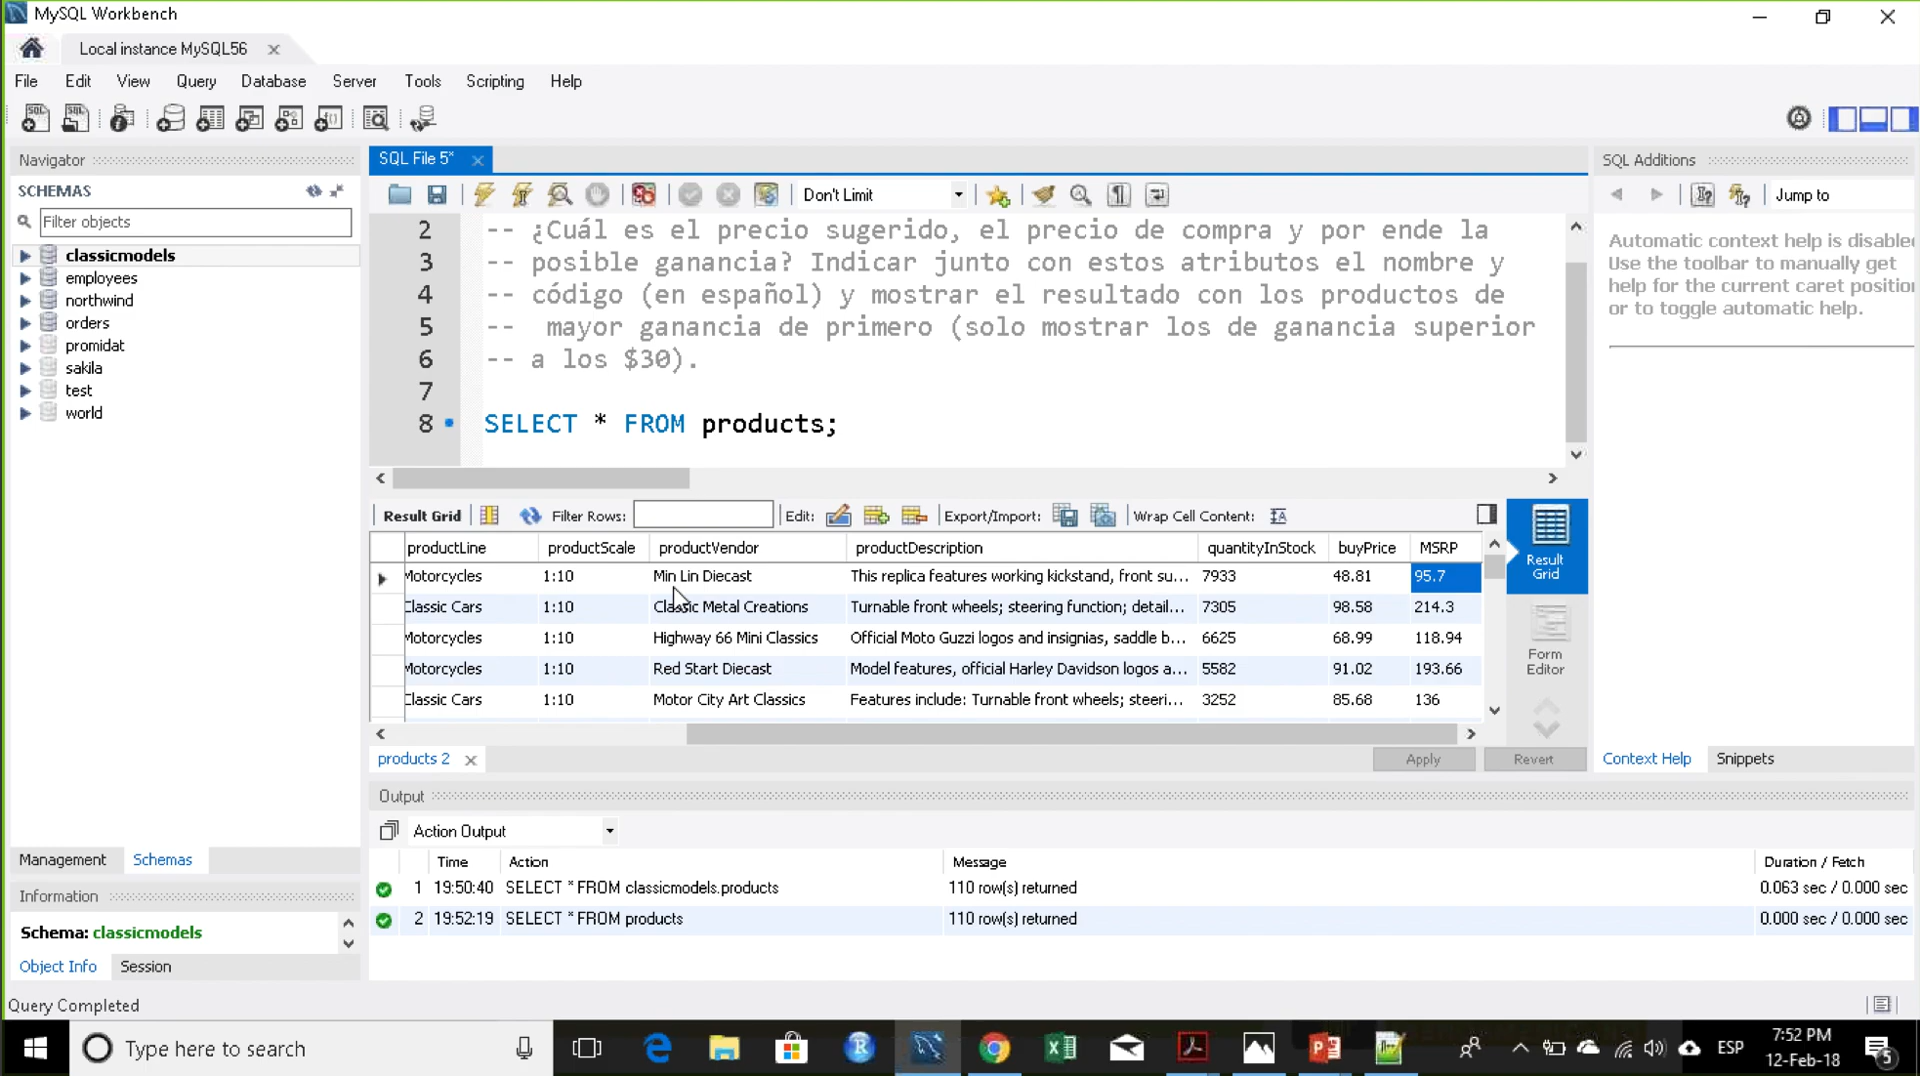 MySQL Workbench
Local instance MySQL56
File Edit View Query Database Server Tools Scripting Help
Navigator
SCHEMAS
Filter objects
classicmodels
employees
northwind
orders
promidat
sakila
test
world
Management Schemas
Information
Schema: classicmodels
Object Info Session
Query Completed
SQL File 5*
Don't Limit
2 -- ¿Cuál es el precio sugerido, el precio de compra y por ende la
3 -- posible ganancia? Indicar junto con estos atributos el nombre y
4 -- código (en español) y mostrar el resultado con los productos de
5 --  mayor ganancia de primero (solo mostrar los de ganancia superior
6 -- a los $30).
7
8 SELECT * FROM products;
Result Grid Filter Rows: Edit: Export/Import: Wrap Cell Content:
productLine productScale productVendor productDescription quantityInStock buyPrice MSRP
Motorcycles 1:10 Min Lin Diecast This replica features working kickstand, front su... 7933 48.81 95.7
Classic Cars 1:10 Classic Metal Creations Turnable front wheels; steering function; detail... 7305 98.58 214.3
Motorcycles 1:10 Highway 66 Mini Classics Official Moto Guzzi logos and insignias, saddle b... 6625 68.99 118.94
Motorcycles 1:10 Red Start Diecast Model features, official Harley Davidson logos a... 5582 91.02 193.66
Classic Cars 1:10 Motor City Art Classics Features include: Turnable front wheels; steeri... 3252 85.68 136
Result
Grid
Form
Editor
products 2 Apply Revert
Output
Action Output
Time Action Message Duration / Fetch
1 19:50:40 SELECT * FROM classicmodels.products 110 row(s) returned 0.063 sec / 0.000 sec
2 19:52:19 SELECT * FROM products 110 row(s) returned 0.000 sec / 0.000 sec
SQL Additions
Jump to
Automatic context help is disabled
Use the toolbar to manually get
help for the current caret position
or to toggle automatic help.
Context Help Snippets
Type here to search
ESP
7:52 PM
12-Feb-18
5